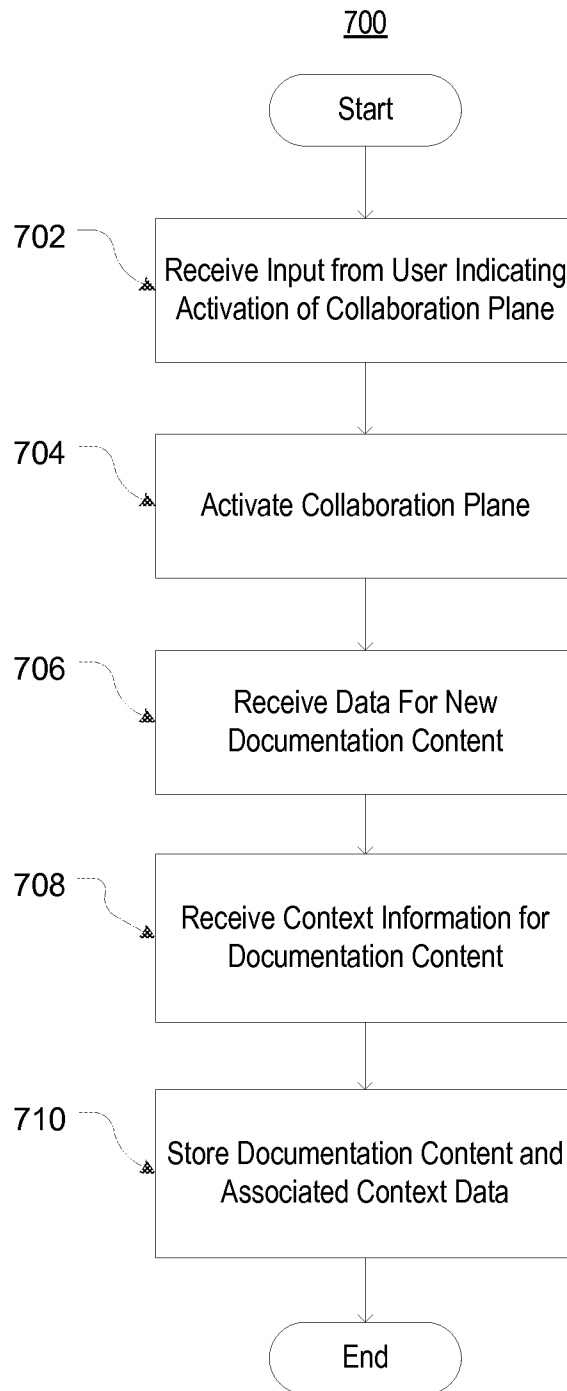 700
Start
702
Receive Input from User Indicating
Activation of Collaboration Plane
704
Activate Collaboration Plane
706
Receive Data For New
Documentation Content
708
Receive Context Information for
Documentation Content
710
Store Documentation Content and
Associated Context Data
End